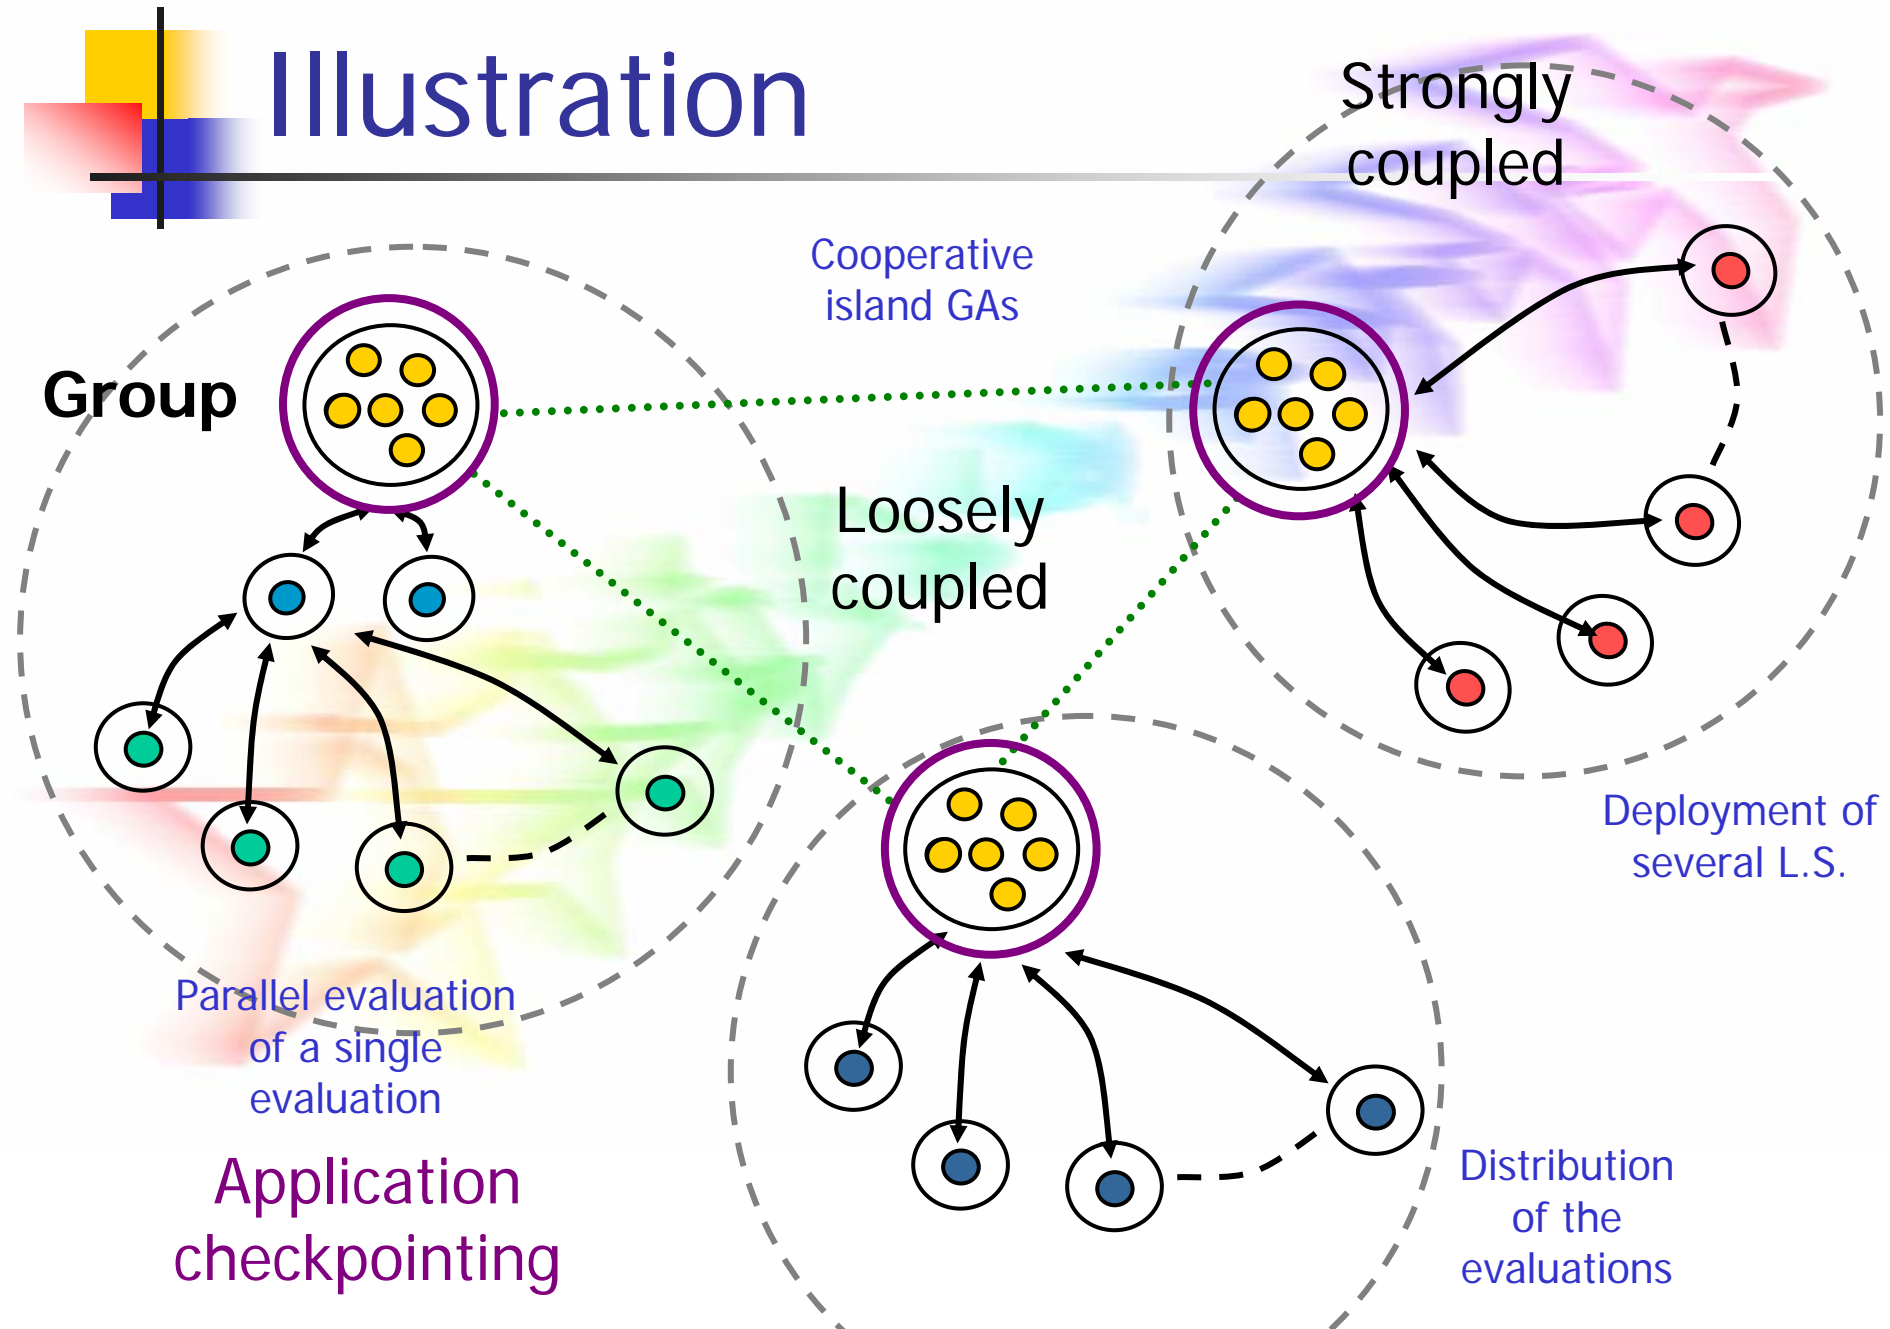 Illustration
Strongly
coupled
Cooperative
island GAs
Group
Loosely
coupled
Deployment of
several L.S.
Parallel evaluation
of a single
evaluation
Application
checkpointing
Distribution
of the
evaluations